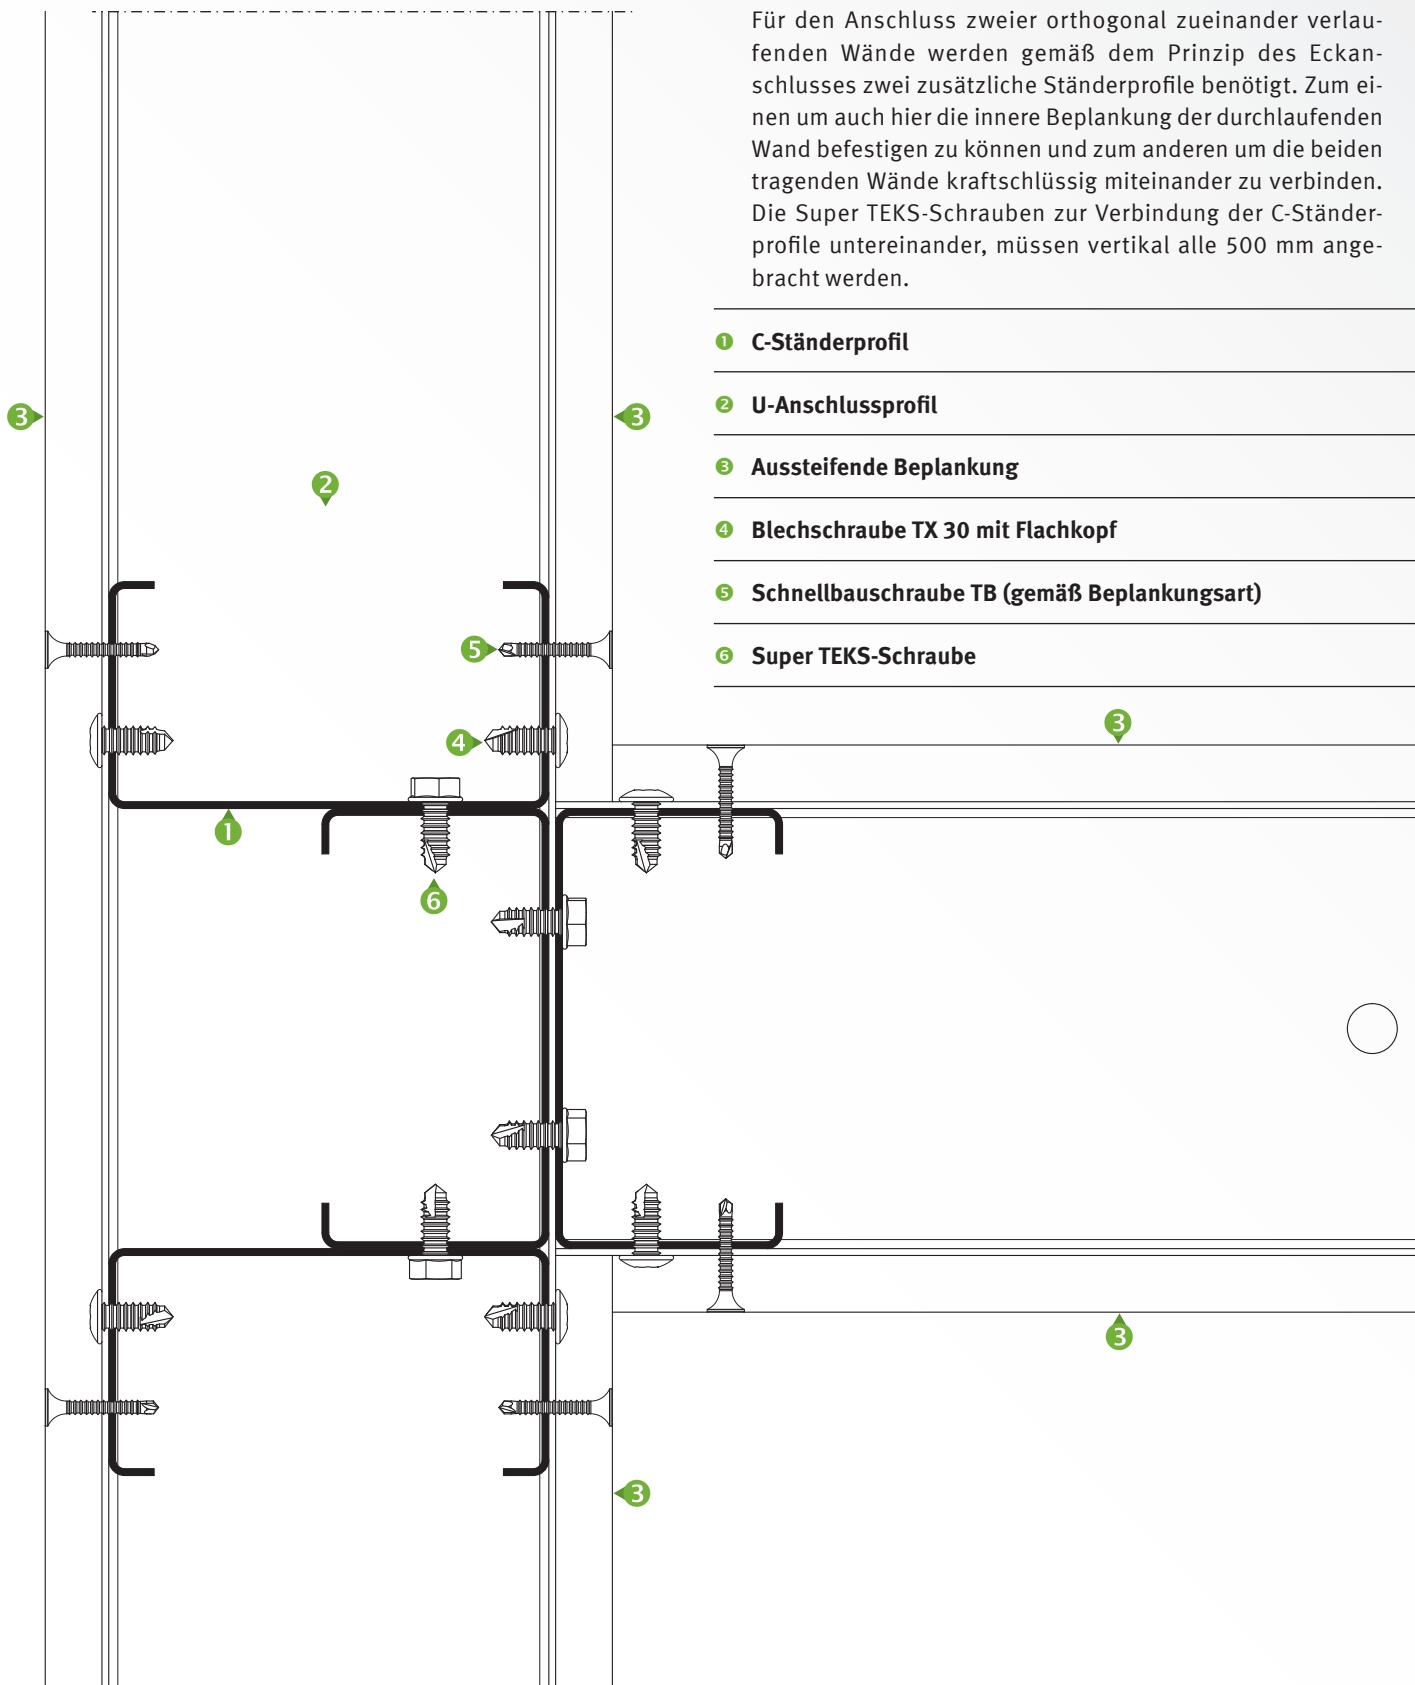 Für den Anschluss zweier orthogonal zueinander verlau-
fenden Wände werden gemäß dem Prinzip des Eckan-
schlusses zwei zusätzliche Ständerprofile benötigt. Zum ei-
nen um auch hier die innere Beplankung der durchlaufenden
Wand befestigen zu können und zum anderen um die beiden
tragenden Wände kraftschlüssig miteinander zu verbinden.
Die Super TEKS-Schrauben zur Verbindung der C-Ständer-
profile untereinander, müssen vertikal alle 500 mm ange-
bracht werden.
1 C-Ständerprofil
2 U-Anschlussprofil
3 Aussteifende Beplankung
4 Blechschraube TX 30 mit Flachkopf
5 Schnellbauschraube TB (gemäß Beplankungsart)
6 Super TEKS-Schraube
3
3
2
5
4
3
1
6
3
3